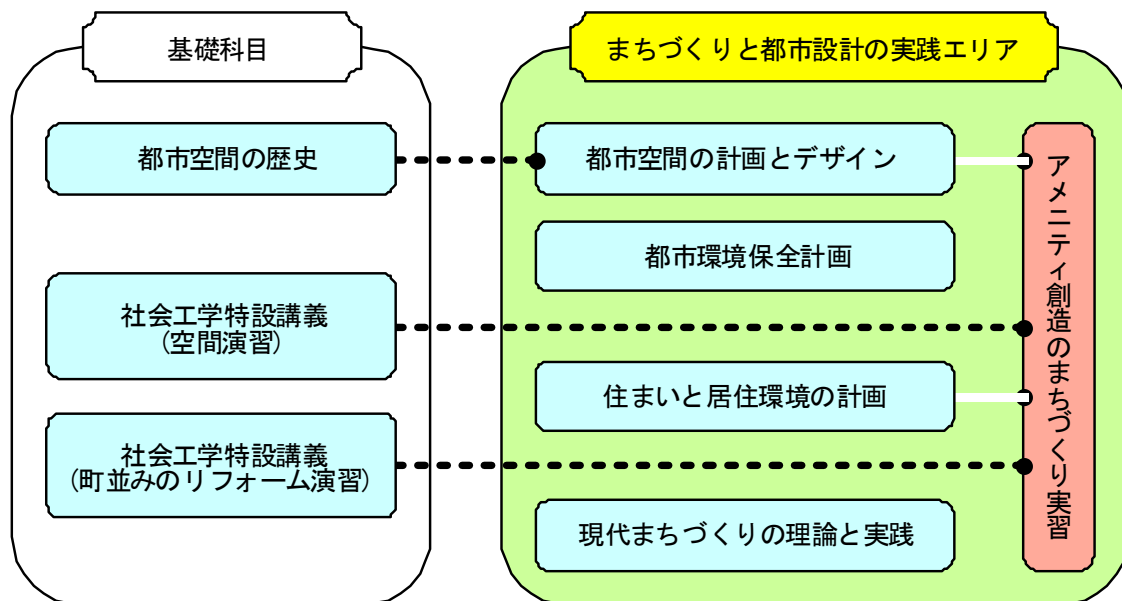 基礎科目
まちづくりと都市設計の実践エリア
都市空間の歴史
都市空間の計画とデザイン
都市環境保全計画
社会工学特設講義
(空間演習)
住まいと居住環境の計画
社会工学特設講義
(町並みのリフォーム演習)
現代まちづくりの理論と実践
アメニティ創造のまちづくり実習